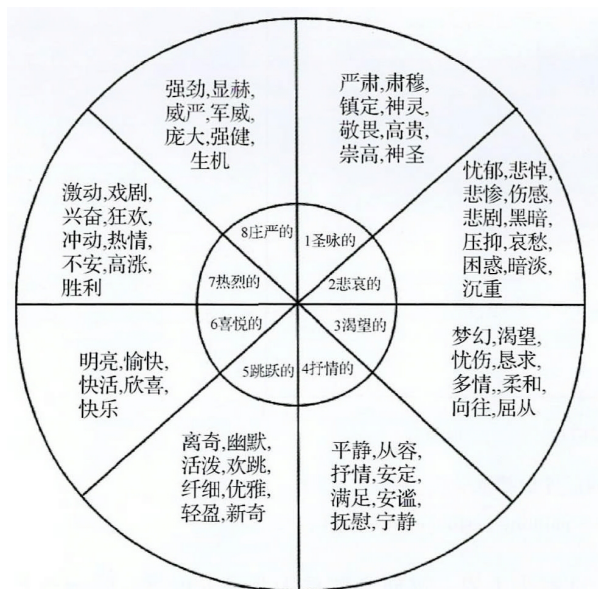 严肃,肃穆,
镇定,神灵,
敬畏,高贵,
崇高,神圣
忧郁,悲悼,
悲惨,伤感,
悲剧,黑暗,
压抑,哀愁,
困惑,暗淡,
沉重
梦幻,渴望,
忧伤,恳求,
多情,,柔和,
向往,屈从
平静,从容,
抒情,安定,
满足,安谧,
抚慰,宁静
离奇,幽默,
活泼,欢跳,
纤细,优雅,
轻盈,新奇
明亮,愉快,
快活,欣喜,
快乐
激动,戏剧,
兴奋,狂欢,
冲动,热情,
不安,高涨,
胜利
强劲,显赫,
威严,军威,
庞大,强健,
生机
1圣咏的
2悲哀的
3渴望的
4抒情的
5跳跃的
6喜悦的
7热烈的
8庄严的